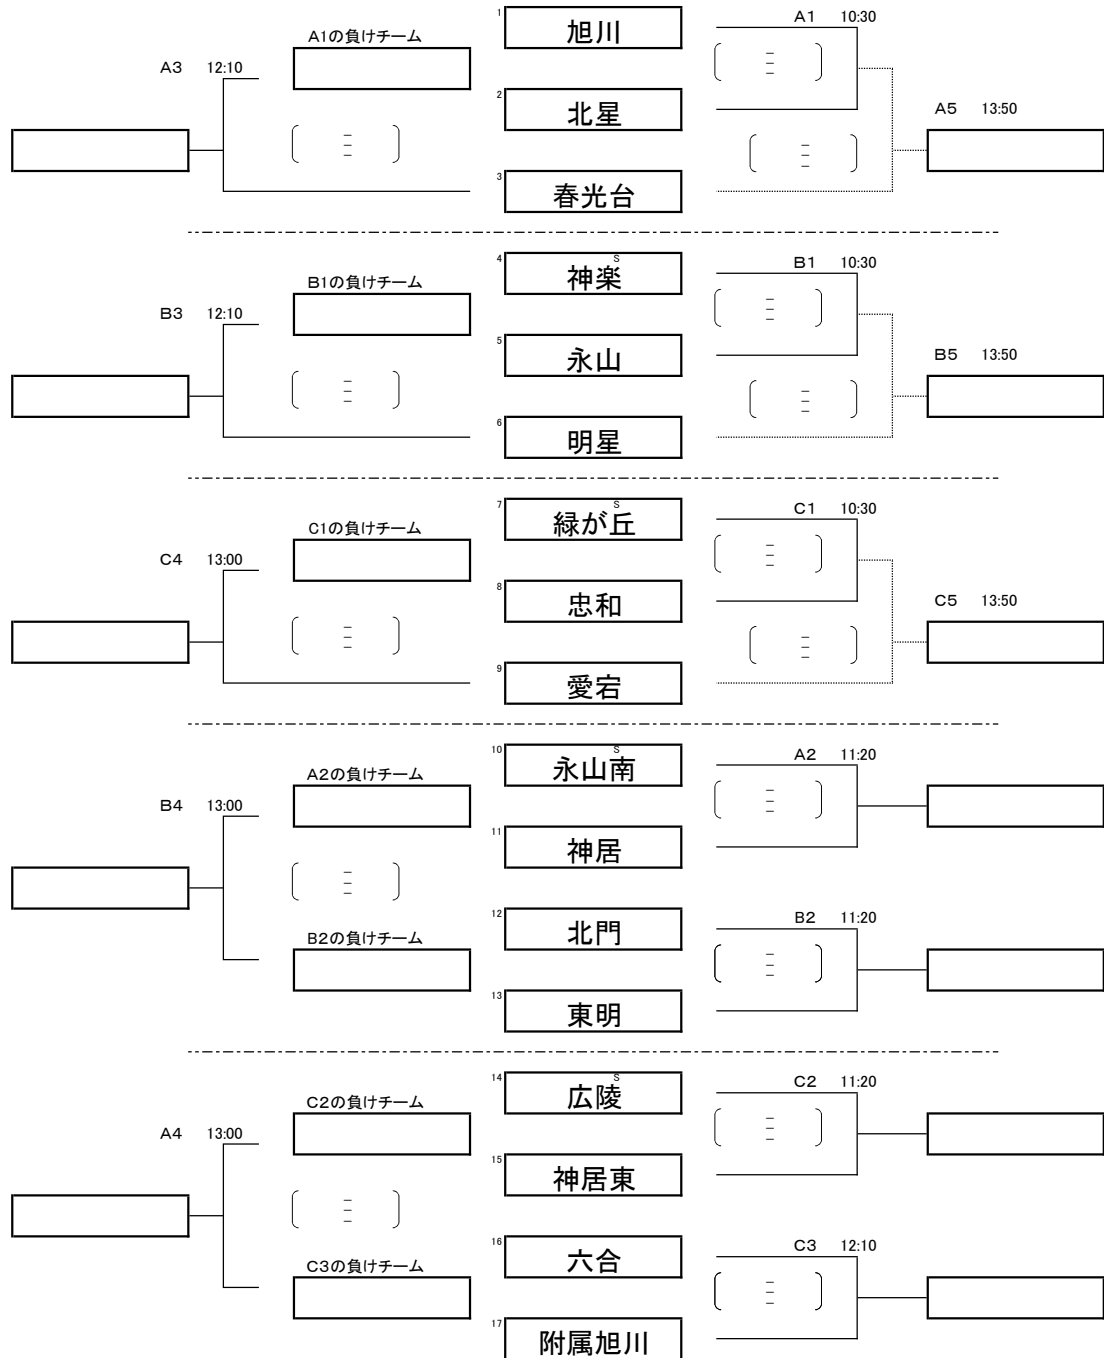 1 旭川 A1 10:30
A1の負けチーム
A3 12:10
2 北星
A5 13:50
3 春光台
4 神楽 S B1 10:30
B1の負けチーム
B3 12:10
5 永山
B5 13:50
6 明星
7 緑が丘 S C1 10:30
C1の負けチーム
C4 13:00
8 忠和
C5 13:50
9 愛宕
10 永山南 S A2 11:20
A2の負けチーム
B4 13:00
11 神居
12 北門 B2 11:20
B2の負けチーム
13 東明
14 広陵 S C2 11:20
C2の負けチーム
A4 13:00
15 神居東
16 六合 C3 12:10
C3の負けチーム
17 附属旭川